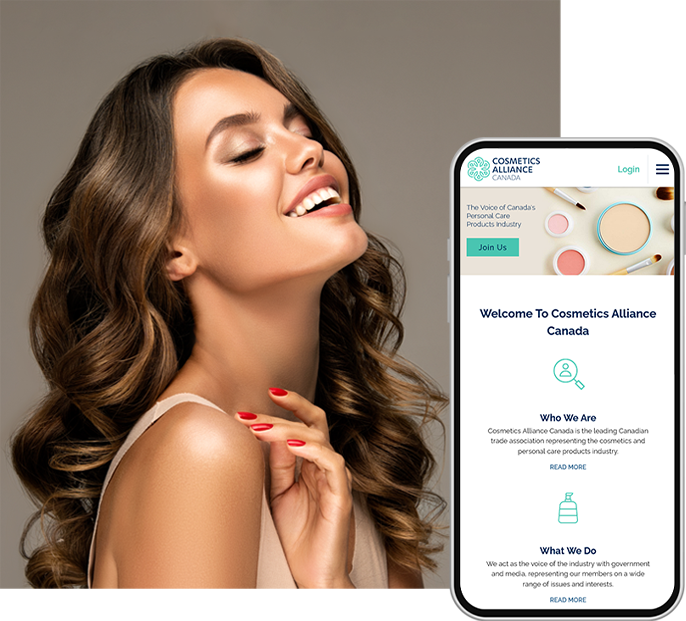 COSMETICS
ALLIANCE
CANADA
Login
The Voice of Canada's
Personal Care
Products Industry
Join Us
Welcome To Cosmetics Alliance
Canada
Who We Are
Cosmetics Alliance Canada is the leading Canadian
trade association representing the cosmetics and
personal care products industry.
READ MORE
What We Do
We act as the voice of the industry with government
and media, representing our members on a wide
range of issues and interests.
READ MORE